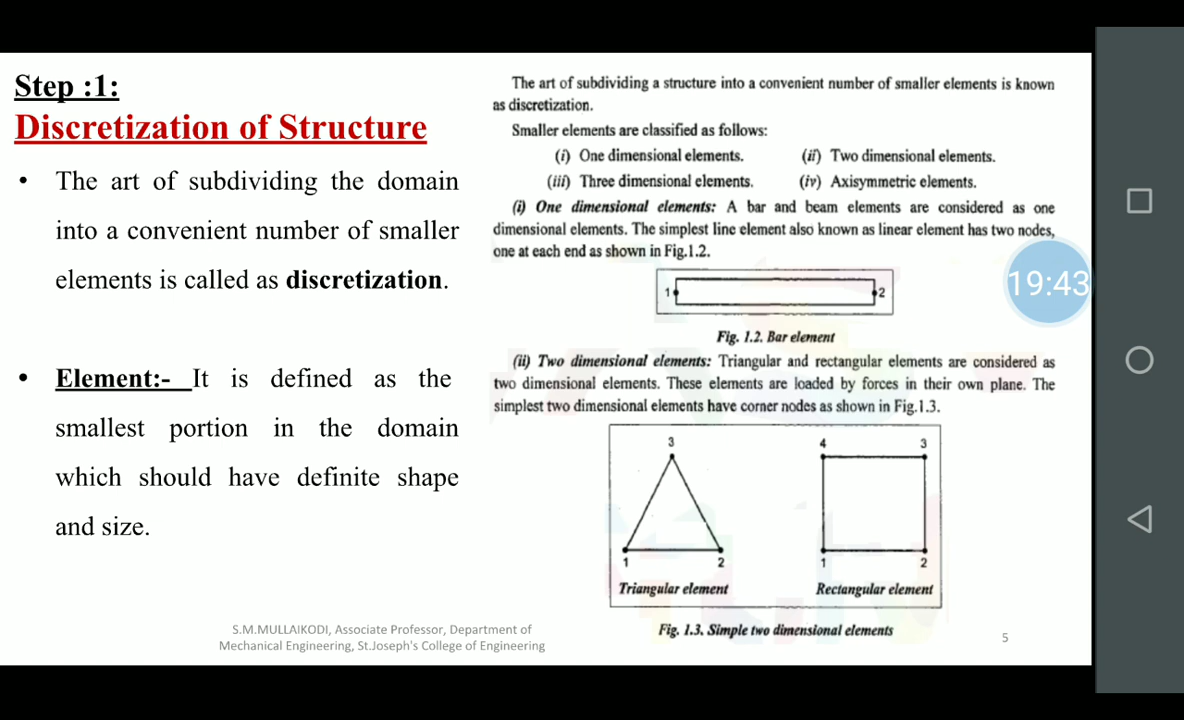 Step :1:
Discretization of Structure
• The art of subdividing the domain
into a convenient number of smaller
elements is called as discretization.
• Element:- It is defined as the
smallest portion in the domain
which should have definite shape
and size.
The art of subdividing a structure into a convenient number of smaller elements is known
as discretization.
Smaller elements are classified as follows:
(i) One dimensional elements. (ii) Two dimensional elements.
(iii) Three dimensional elements. (iv) Axisymmetric elements.
(i) One dimensional elements: A bar and beam elements are considered as one
dimensional elements. The simplest line element also known as linear element has two nodes,
one at each end as shown in Fig.1.2.
19:43
1 2
Fig. 1.2. Bar element
(ii) Two dimensional elements: Triangular and rectangular elements are considered as
two dimensional elements. These elements are loaded by forces in their own plane. The
simplest two dimensional elements have corner nodes as shown in Fig.1.3.
3 4 3
1 2 1 2
Triangular element Rectangular element
Fig. 1.3. Simple two dimensional elements
S.M.MULLAIKODI, Associate Professor, Department of
Mechanical Engineering, St.Joseph's College of Engineering
5